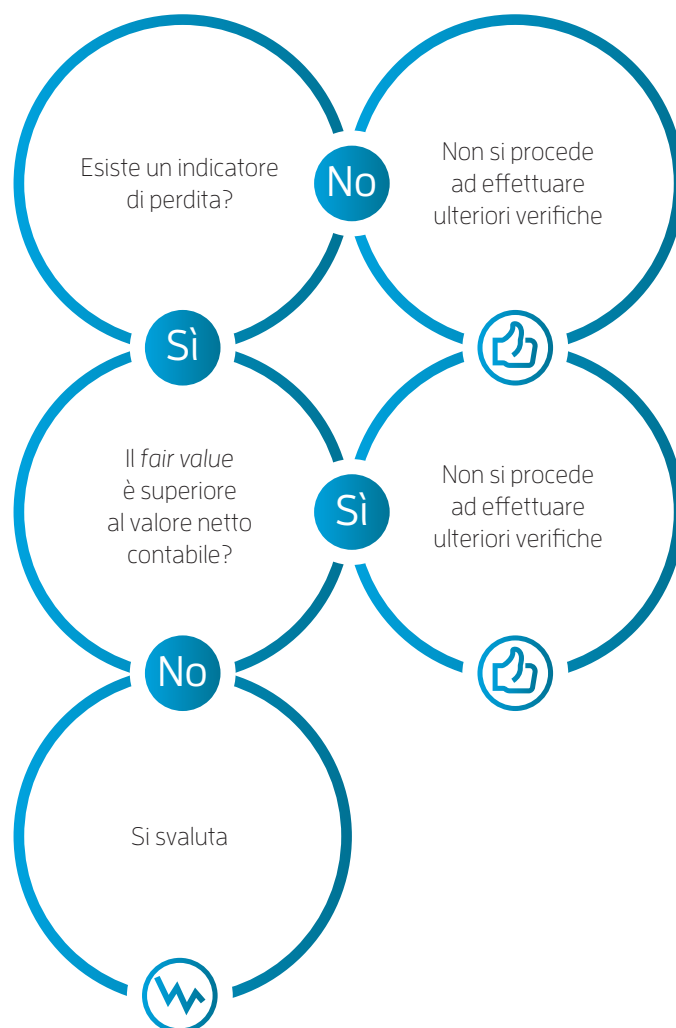 Esiste un indicatore
di perdita?
No
Non si procede
ad effettuare
ulteriori verifiche
Sì
Il fair value
è superiore
al valore netto
contabile?
Sì
Non si procede
ad effettuare
ulteriori verifiche
No
Si svaluta